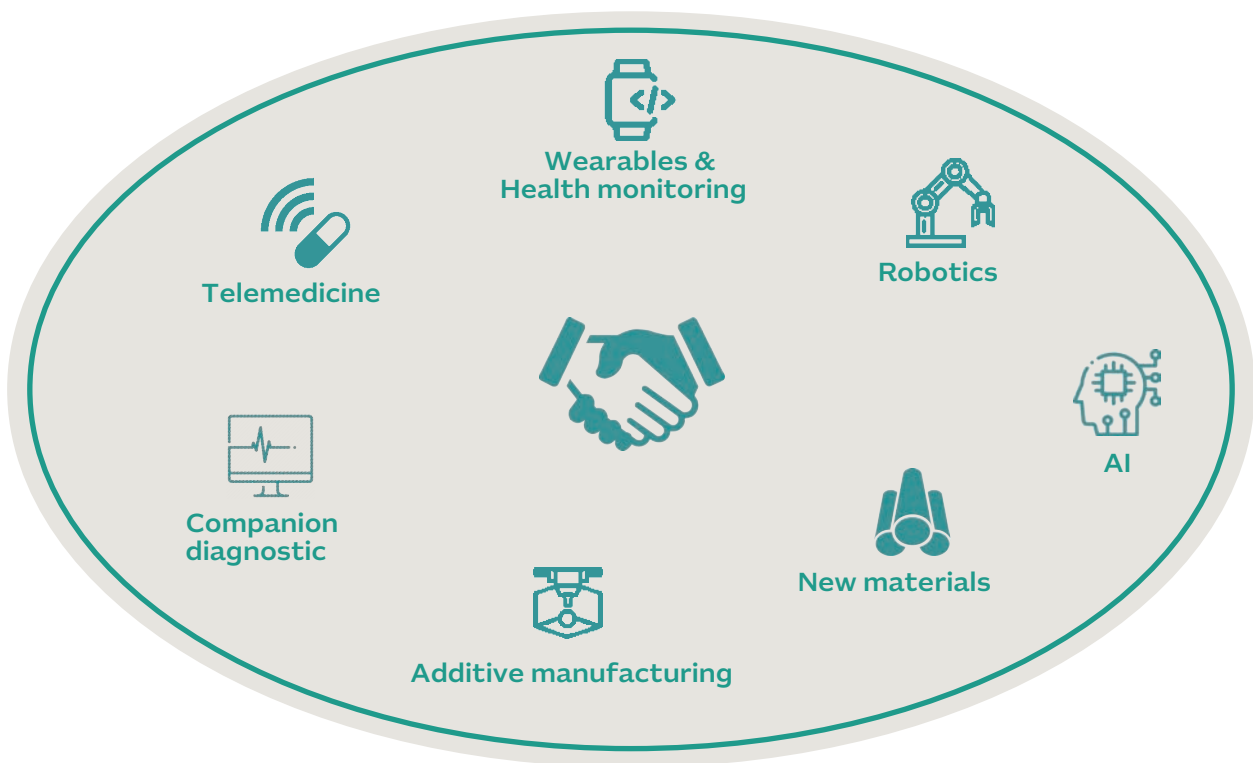 Wearables &
Health monitoring
Robotics
Telemedicine
AI
Companion
diagnostic
New materials
Additive manufacturing